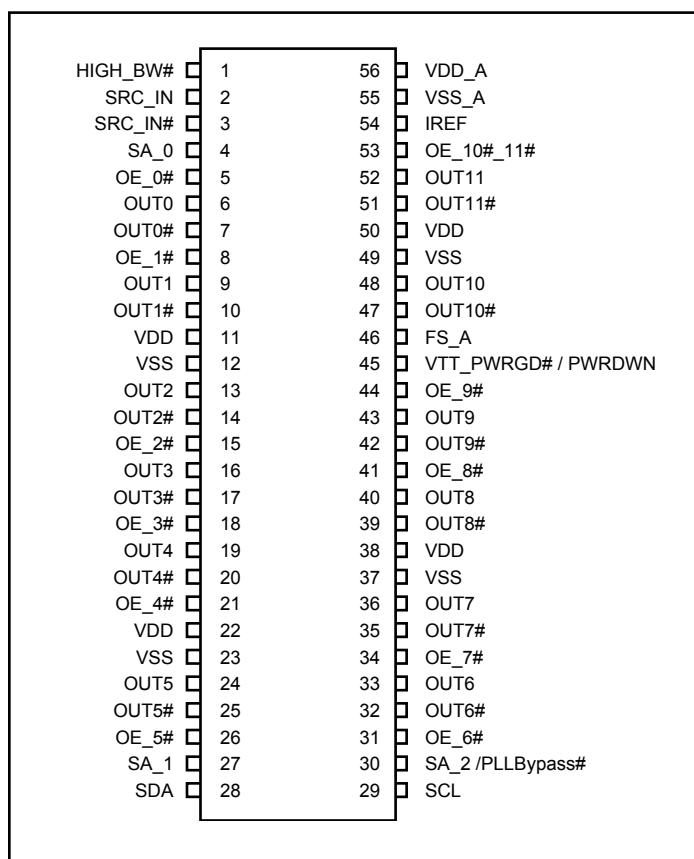 HIGH_BW# 1 56 VDD_A
SRC_IN 2 55 VSS_A
SRC_IN# 3 54 IREF
SA_0 4 53 OE_10#_11#
OE_0# 5 52 OUT11
OUT0 6 51 OUT11#
OUT0# 7 50 VDD
OE_1# 8 49 VSS
OUT1 9 48 OUT10
OUT1# 10 47 OUT10#
VDD 11 46 FS_A
VSS 12 45 VTT_PWRGD# / PWRDWN
OUT2 13 44 OE_9#
OUT2# 14 43 OUT9
OE_2# 15 42 OUT9#
OUT3 16 41 OE_8#
OUT3# 17 40 OUT8
OE_3# 18 39 OUT8#
OUT4 19 38 VDD
OUT4# 20 37 VSS
OE_4# 21 36 OUT7
VDD 22 35 OUT7#
VSS 23 34 OE_7#
OUT5 24 33 OUT6
OUT5# 25 32 OUT6#
OE_5# 26 31 OE_6#
SA_1 27 30 SA_2 /PLLBypass#
SDA 28 29 SCL